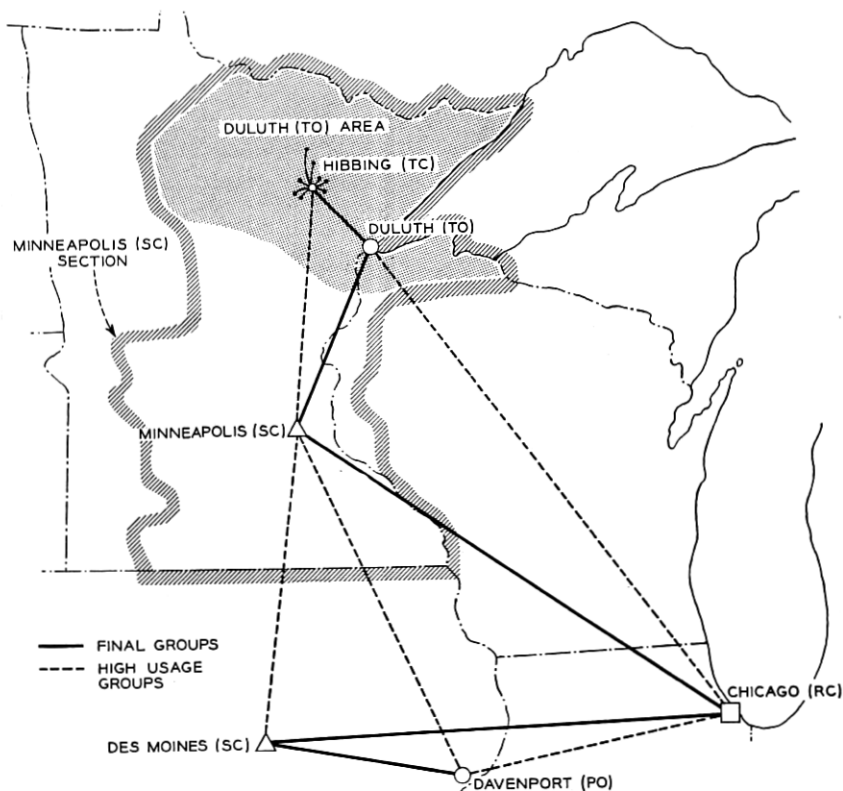 DULUTH (TO) AREA
HIBBING (TC)
DULUTH (TO)
MINNEAPOLIS (SC)
SECTION
MINNEAPOLIS (SC)
FINAL GROUPS
HIGH USAGE
GROUPS
CHICAGO (RC)
DES MOINES (SC)
DAVENPORT (PO)